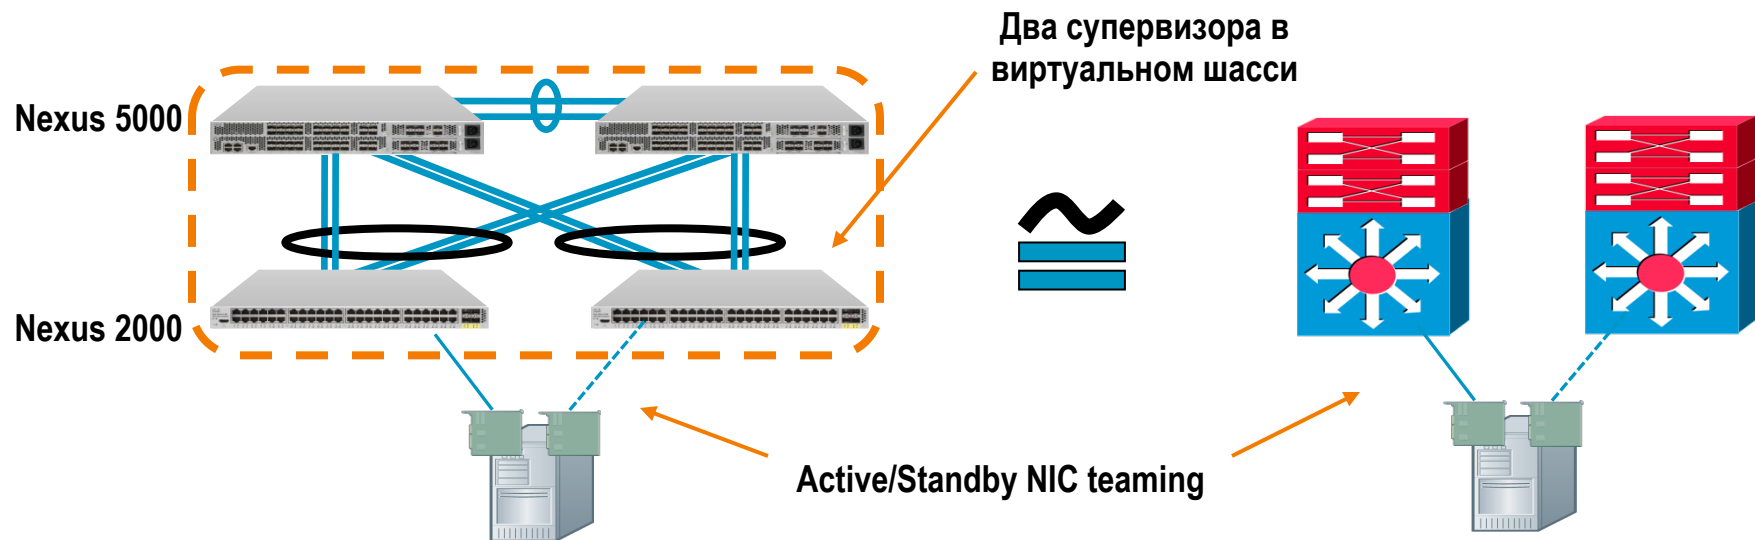 Два супервизора в
виртуальном шасси
Nexus 5000
Nexus 2000
Active/Standby NIC teaming